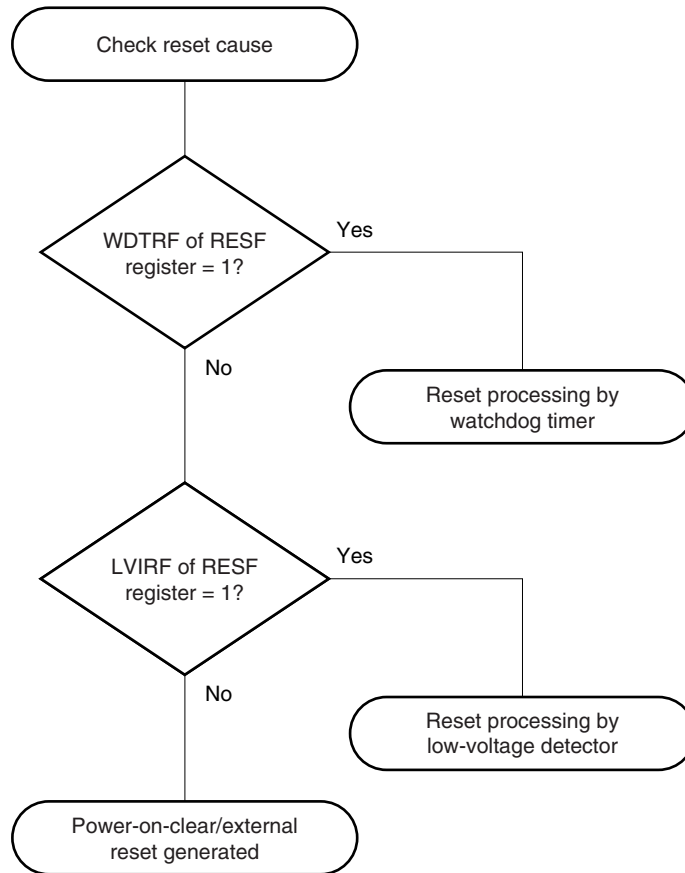 Check reset cause
WDTRF of RESF
register = 1?
Yes
No
Reset processing by
watchdog timer
LVIRF of RESF
register = 1?
Yes
No
Reset processing by
low-voltage detector
Power-on-clear/external
reset generated